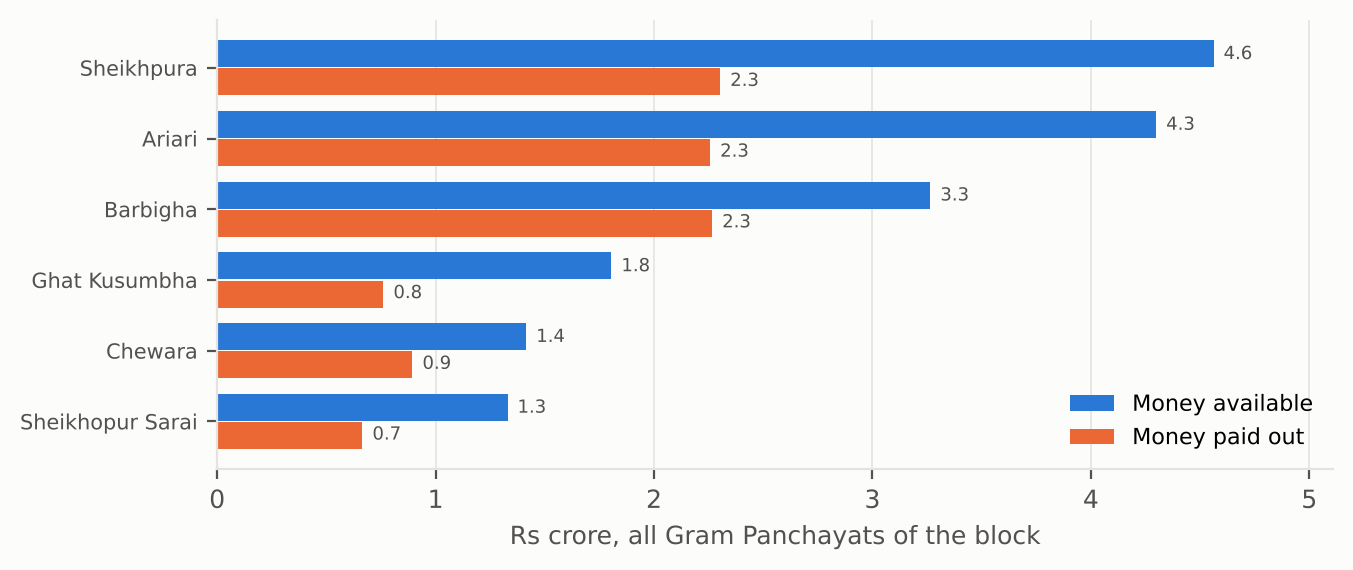 Sheikhpura 4.6
2.3
Ariari 4.3
2.3
Barbigha 3.3
2.3
Ghat Kusumbha 1.8
0.8
Chewara 1.4
0.9
Sheikhopur Sarai 1.3
0.7
Money available
Money paid out
0 1 2 3 4 5
Rs crore, all Gram Panchayats of the block